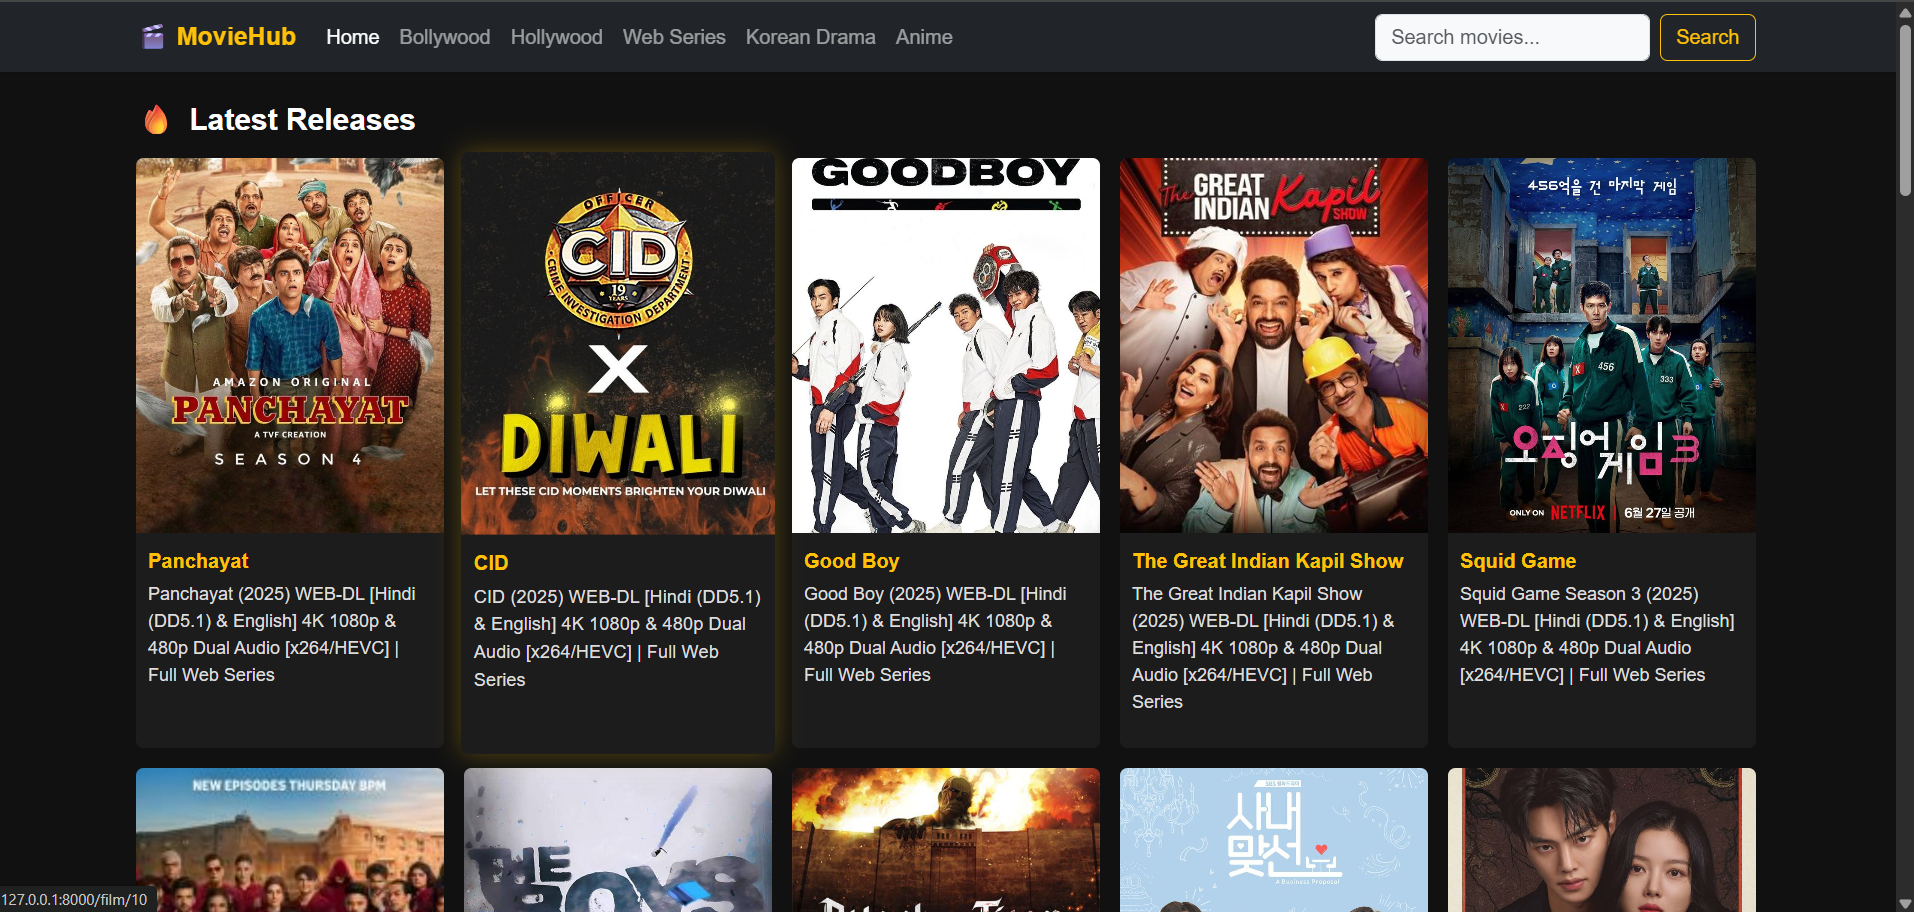 MovieHub Home Bollywood Hollywood Web Series Korean Drama Anime Search movies... Search
Latest Releases
AMAZON ORIGINAL
PANCHAYAT
A TVF CREATION
SEASON 4
Panchayat
Panchayat (2025) WEB-DL [Hindi
(DD5.1) & English] 4K 1080p &
480p Dual Audio [x264/HEVC] |
Full Web Series
OFFICER
CID
19
YEARS
CRIME INVESTIGATION DEPARTMENT
X
DIWALI
LET THESE CID MOMENTS BRIGHTEN YOUR DIWALI
CID
CID (2025) WEB-DL [Hindi (DD5.1)
& English] 4K 1080p & 480p Dual
Audio [x264/HEVC] | Full Web
Series
GOODBOY
Good Boy
Good Boy (2025) WEB-DL [Hindi
(DD5.1) & English] 4K 1080p &
480p Dual Audio [x264/HEVC] |
Full Web Series
The GREAT INDIAN Kapil SHOW
The Great Indian Kapil Show
The Great Indian Kapil Show
(2025) WEB-DL [Hindi (DD5.1) &
English] 4K 1080p & 480p Dual
Audio [x264/HEVC] | Full Web
Series
456억을 건 마지막 게임
456
333
222
오징어
게임 3
ONLY ON NETFLIX | 6월 27일 공개
Squid Game
Squid Game Season 3 (2025)
WEB-DL [Hindi (DD5.1) & English]
4K 1080p & 480p Dual Audio
[x264/HEVC] | Full Web Series
NEW EPISODES THURSDAY 8PM
THE
BOYS
Attack on Titan
사내
맞선
A Business Proposal
127.0.0.1:8000/film/10